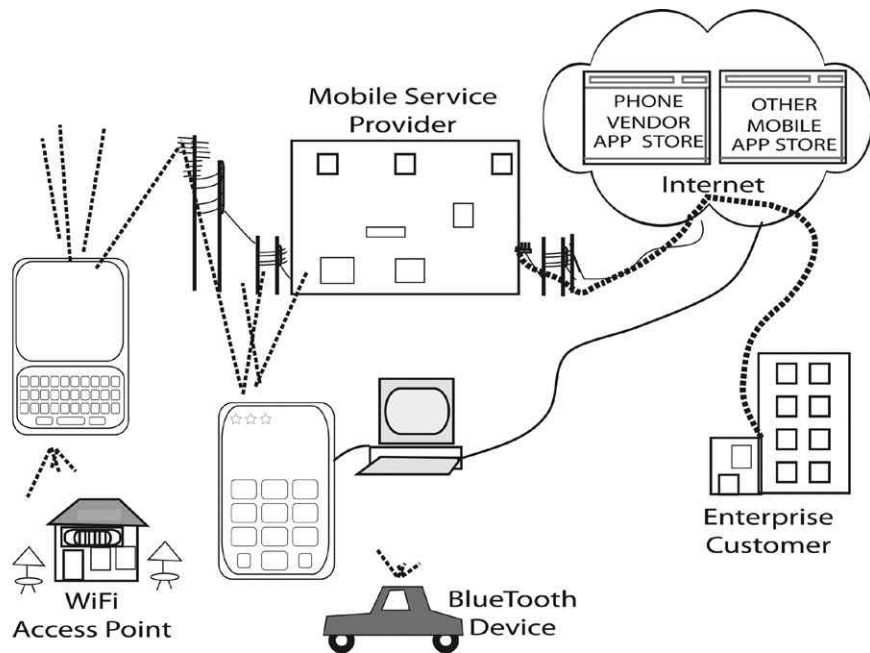 Mobile Service
Provider
PHONE
VENDOR
APP STORE
OTHER
MOBILE
APP STORE
Internet
Enterprise
Customer
WiFi
Access Point
BlueTooth
Device